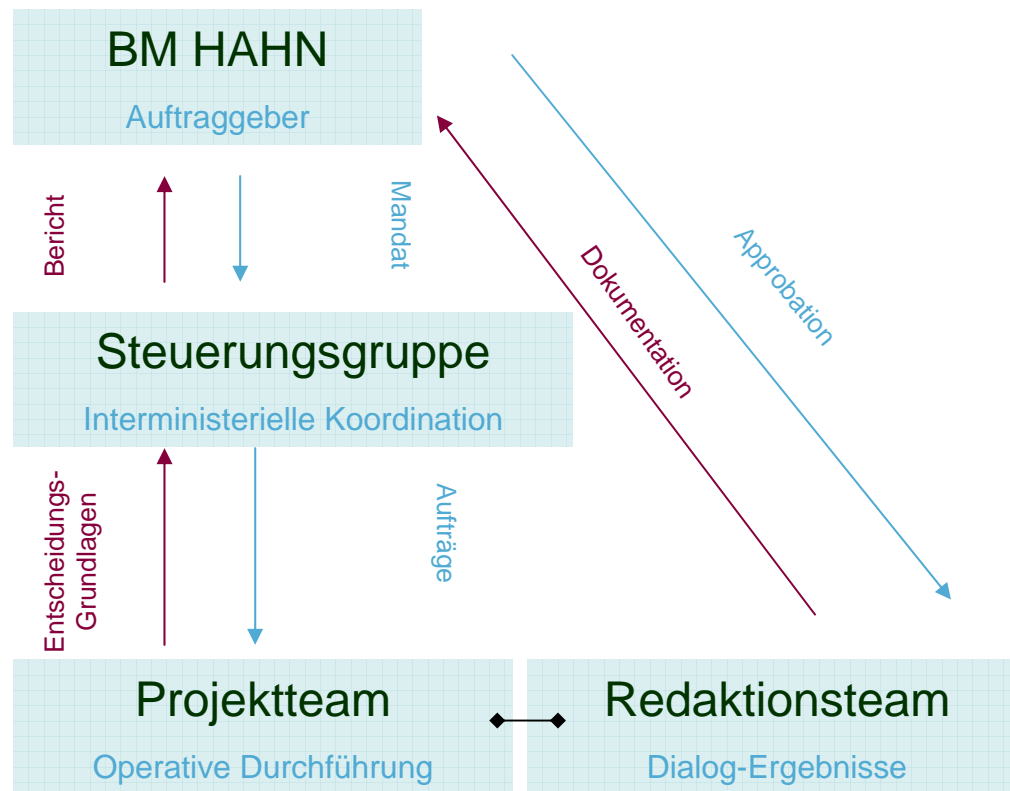 BM HAHN
Auftraggeber
Bericht
Mandat
Approbation
Dokumentation
Steuerungsgruppe
Interministerielle Koordination
Entscheidungs-
Grundlagen
Aufträge
Projektteam
Operative Durchführung
Redaktionsteam
Dialog-Ergebnisse